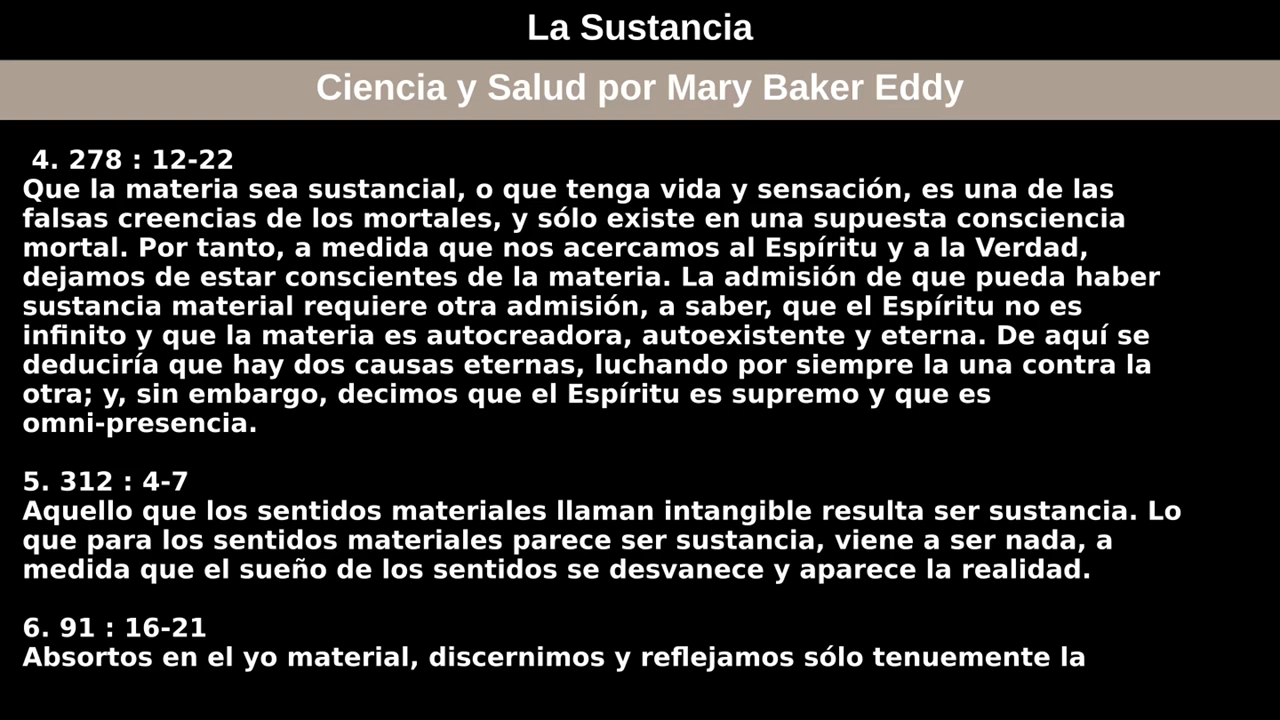 La Sustancia
Ciencia y Salud por Mary Baker Eddy
4. 278 : 12-22
Que la materia sea sustancial, o que tenga vida y sensación, es una de las
falsas creencias de los mortales, y sólo existe en una supuesta consciencia
mortal. Por tanto, a medida que nos acercamos al Espíritu y a la Verdad,
dejamos de estar conscientes de la materia. La admisión de que pueda haber
sustancia material requiere otra admisión, a saber, que el Espíritu no es
infinito y que la materia es autocreadora, autoexistente y eterna. De aquí se
deduciría que hay dos causas eternas, luchando por siempre la una contra la
otra; y, sin embargo, decimos que el Espíritu es supremo y que es
omni-presencia.
5. 312 : 4-7
Aquello que los sentidos materiales llaman intangible resulta ser sustancia. Lo
que para los sentidos materiales parece ser sustancia, viene a ser nada, a
medida que el sueño de los sentidos se desvanece y aparece la realidad.
6. 91 : 16-21
Absortos en el yo material, discernimos y reflejamos sólo tenuemente la